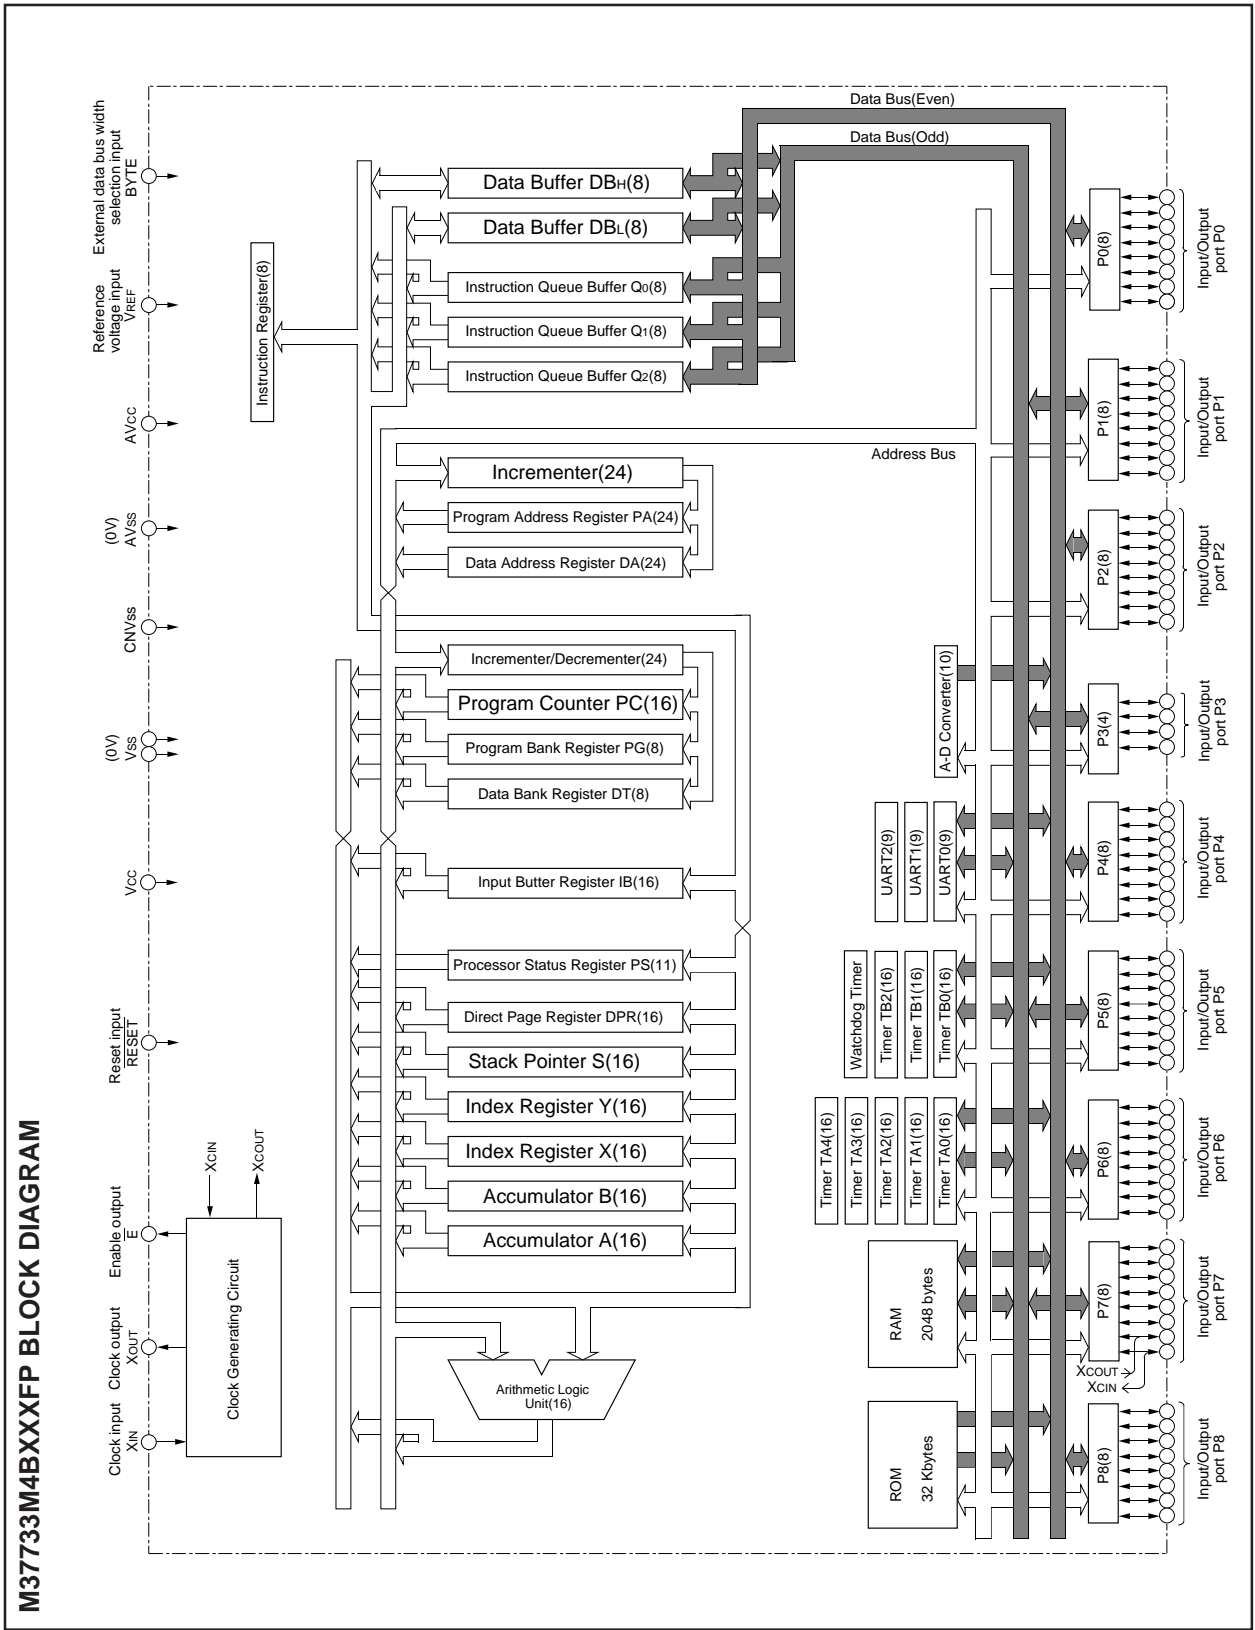 M37733M4BXXXFP BLOCK DIAGRAM
Clock input
XIN
Clock output
XOUT
Enable output
E
Reset input
RESET
VCC
(0V)
VSS
CNVSS
(0V)
AVSS
AVCC
Reference
voltage input
VREF
External data bus width
selection input
BYTE
Clock Generating Circuit
XCIN
XCOUT
Instruction Register(8)
Data Bus(Even)
Data Bus(Odd)
Data Buffer DBH(8)
Data Buffer DBL(8)
Instruction Queue Buffer Q0(8)
Instruction Queue Buffer Q1(8)
Instruction Queue Buffer Q2(8)
Address Bus
Incrementer(24)
Program Address Register PA(24)
Data Address Register DA(24)
Incrementer/Decrementer(24)
Program Counter PC(16)
Program Bank Register PG(8)
Data Bank Register DT(8)
Input Butter Register IB(16)
Processor Status Register PS(11)
Direct Page Register DPR(16)
Stack Pointer S(16)
Index Register Y(16)
Index Register X(16)
Accumulator B(16)
Accumulator A(16)
Arithmetic Logic
Unit(16)
A-D Converter(10)
UART2(9)
UART1(9)
UART0(9)
Watchdog Timer
Timer TB2(16)
Timer TB1(16)
Timer TB0(16)
Timer TA4(16)
Timer TA3(16)
Timer TA2(16)
Timer TA1(16)
Timer TA0(16)
RAM
2048 bytes
ROM
32 Kbytes
P0(8)
Input/Output
port P0
P1(8)
Input/Output
port P1
P2(8)
Input/Output
port P2
P3(4)
Input/Output
port P3
P4(8)
Input/Output
port P4
P5(8)
Input/Output
port P5
P6(8)
Input/Output
port P6
P7(8)
Input/Output
port P7
XCOUT
XCIN
P8(8)
Input/Output
port P8